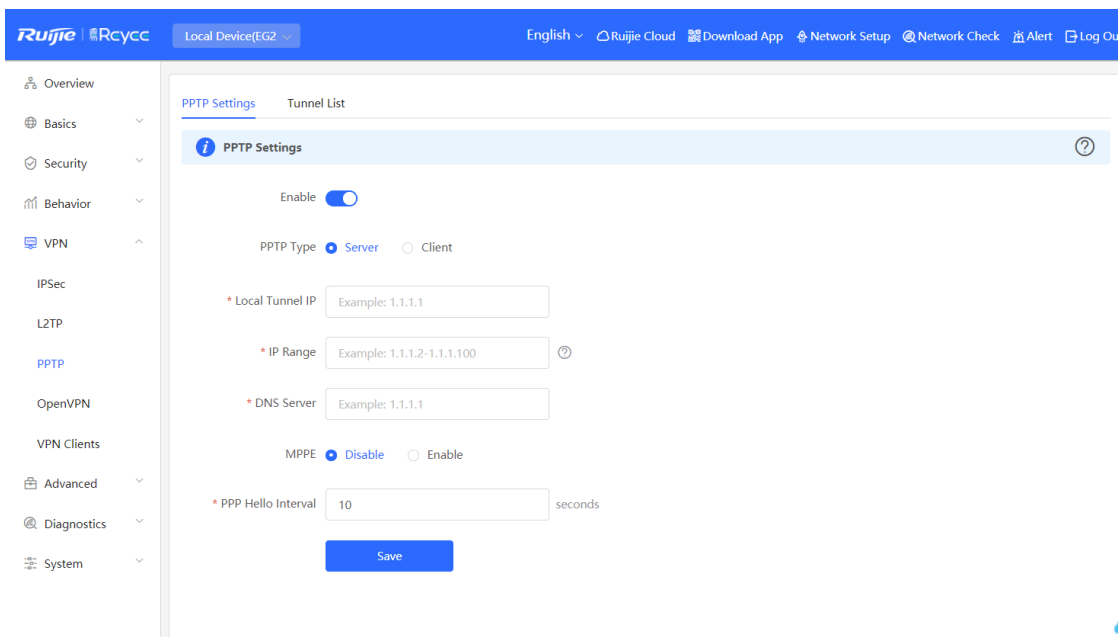 Ruijie Rcycc Local Device(EG2 English Ruijie Cloud Download App Network Setup Network Check Alert Log Ou
Overview
PPTP Settings Tunnel List
Basics
PPTP Settings
Security
Enable
Behavior
VPN
PPTP Type Server Client
IPSec
* Local Tunnel IP Example: 1.1.1.1
L2TP
* IP Range Example: 1.1.1.2-1.1.1.100
PPTP
* DNS Server Example: 1.1.1.1
OpenVPN
VPN Clients
MPPE Disable Enable
Advanced
* PPP Hello Interval 10 seconds
Diagnostics
Save
System